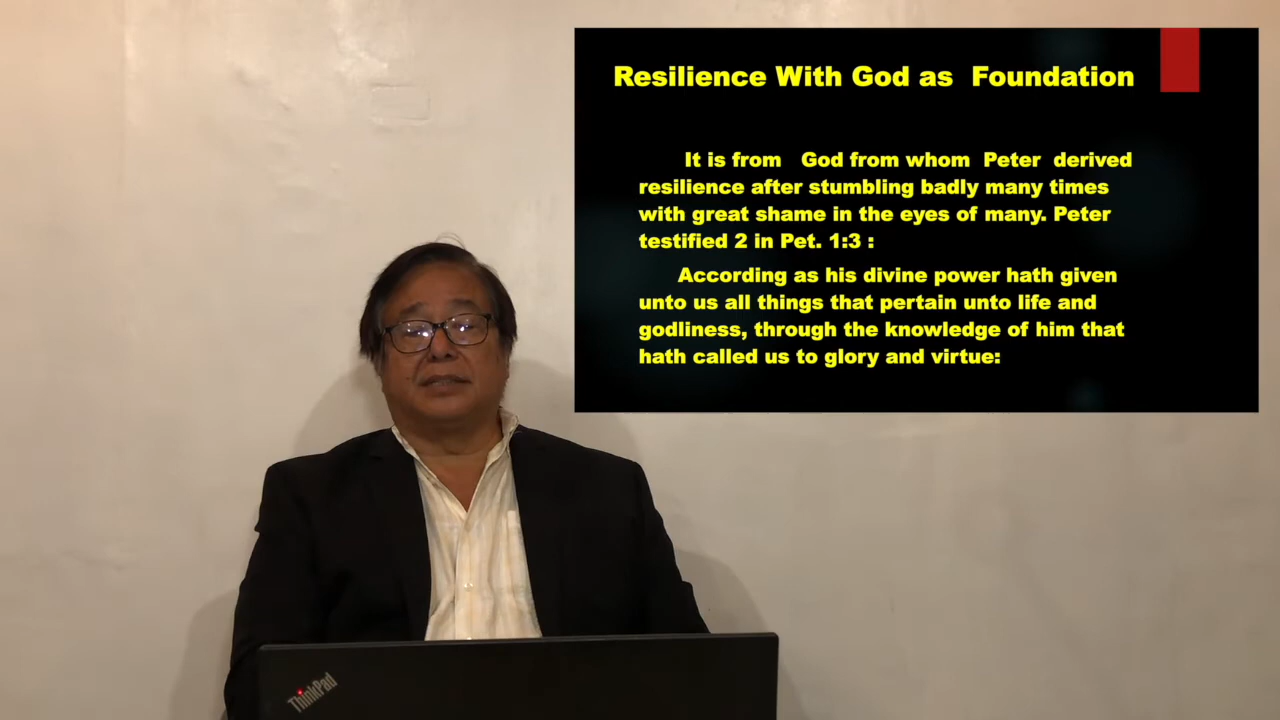 Resilience With God as Foundation
It is from God from whom Peter derived
resilience after stumbling badly many times
with great shame in the eyes of many. Peter
testified 2 in Pet. 1:3 :
According as his divine power hath given
unto us all things that pertain unto life and
godliness, through the knowledge of him that
hath called us to glory and virtue:
ThinkPad